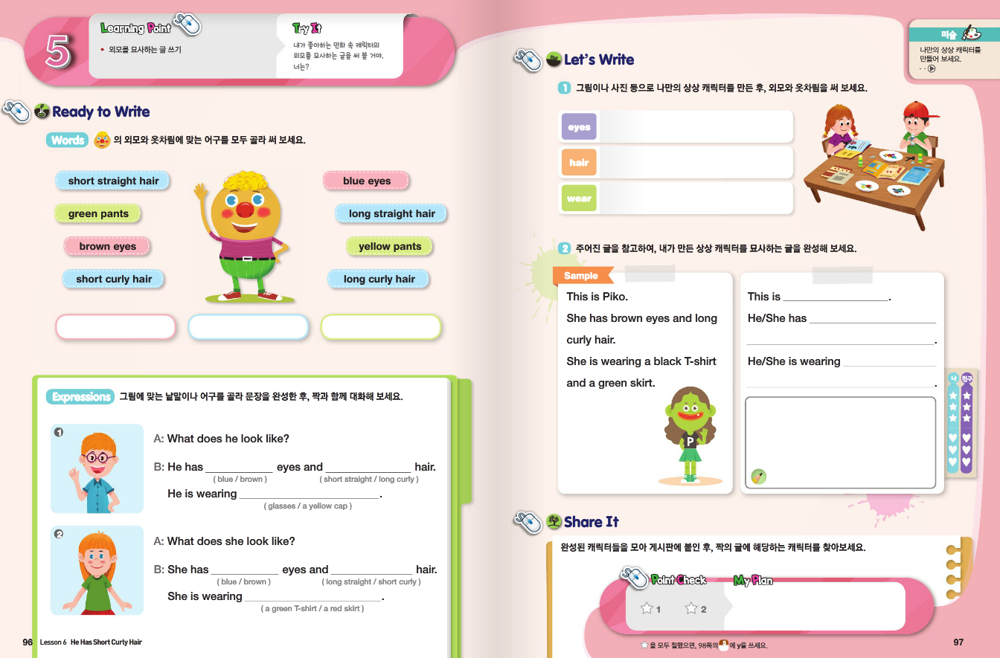 5
Learning Point
• 외모를 묘사하는 글 쓰기
Try It
내가 좋아하는 만화 속 캐릭터의
외모를 묘사하는 글을 써 볼 거야.
너는?
Ready to Write
Words 의 외모와 옷차림에 맞는 어구를 모두 골라 써 보세요.
short straight hair
green pants
brown eyes
short curly hair
blue eyes
long straight hair
yellow pants
long curly hair
Expressions 그림에 맞는 낱말이나 어구를 골라 문장을 완성한 후, 짝과 함께 대화해 보세요.
1
A: What does he look like?
B: He has ____________ eyes and ______________ hair.
( blue / brown ) ( short straight / long curly )
He is wearing ______________________ .
( glasses / a yellow cap )
2
A: What does she look like?
B: She has ____________ eyes and ______________ hair.
( blue / brown ) ( long straight / short curly )
She is wearing ______________________ .
( a green T-shirt / a red skirt )
96 Lesson 6 He Has Short Curly Hair
미술
나만의 상상 캐릭터를
만들어 보세요.
Let's Write
1 그림이나 사진 등으로 나만의 상상 캐릭터를 만든 후, 외모와 옷차림을 써 보세요.
eyes
hair
wear
2 주어진 글을 참고하여, 내가 만든 상상 캐릭터를 묘사하는 글을 완성해 보세요.
Sample
This is Piko.
She has brown eyes and long
curly hair.
She is wearing a black T-shirt
and a green skirt.
P
This is _________________ .
He/She has _____________________
_______________________________ .
He/She is wearing _______________
_______________________________ .
나 친구
Share It
완성된 캐릭터들을 모아 게시판에 붙인 후, 짝의 글에 해당하는 캐릭터를 찾아보세요.
Point Check
☆ 1 ☆ 2
My Plan
☆을 모두 칠했으면, 98쪽의 5 에 y를 쓰세요.
97